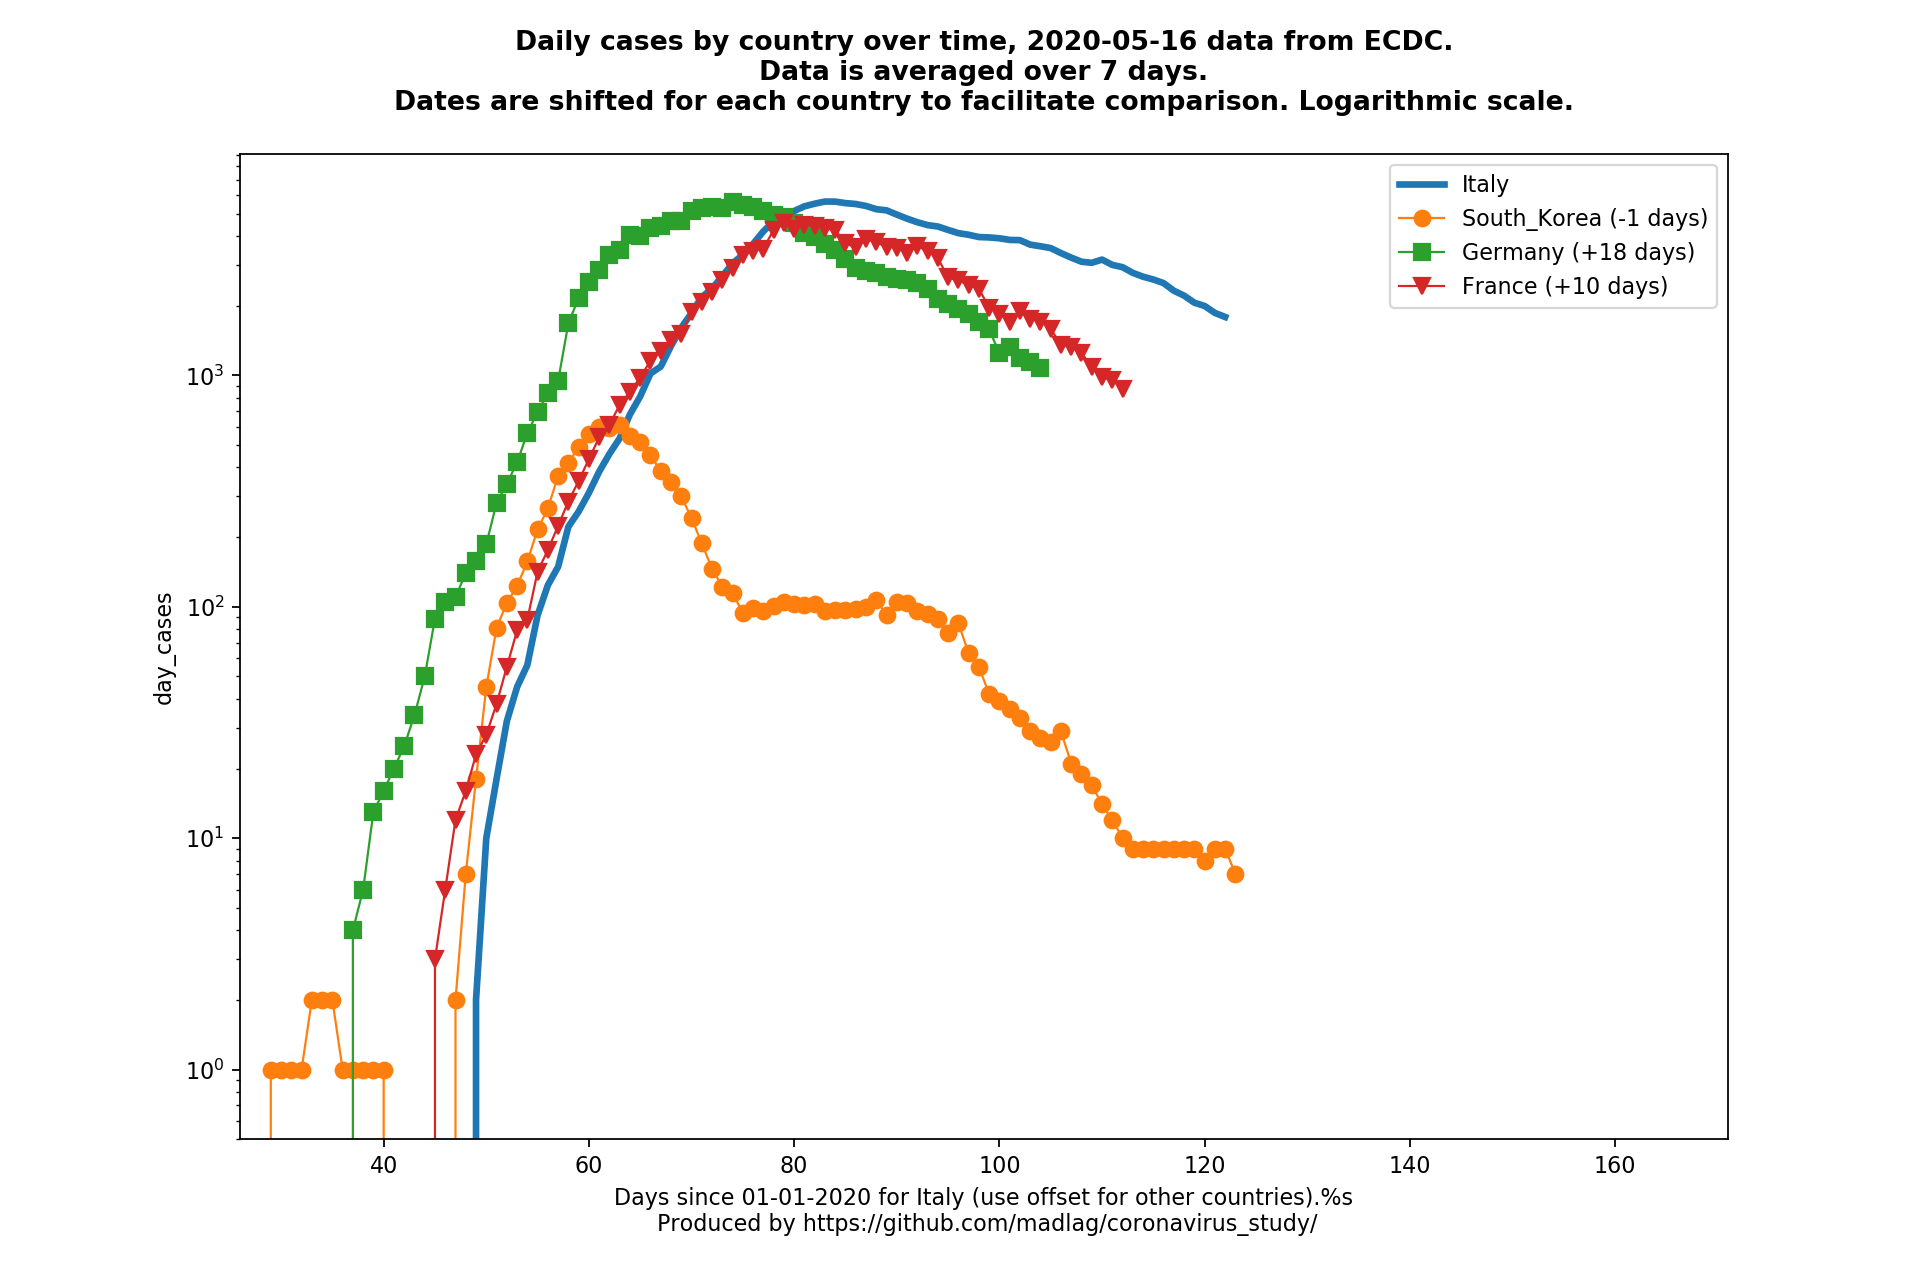 Daily cases by country over time, 2020-05-16 data from ECDC.
Data is averaged over 7 days.
Dates are shifted for each country to facilitate comparison. Logarithmic scale.
Italy
South_Korea (-1 days)
Germany (+18 days)
France (+10 days)
10³
10²
10¹
10⁰
day_cases
40 60 80 100 120 140 160
Days since 01-01-2020 for Italy (use offset for other countries).%s
Produced by https://github.com/madlag/coronavirus_study/